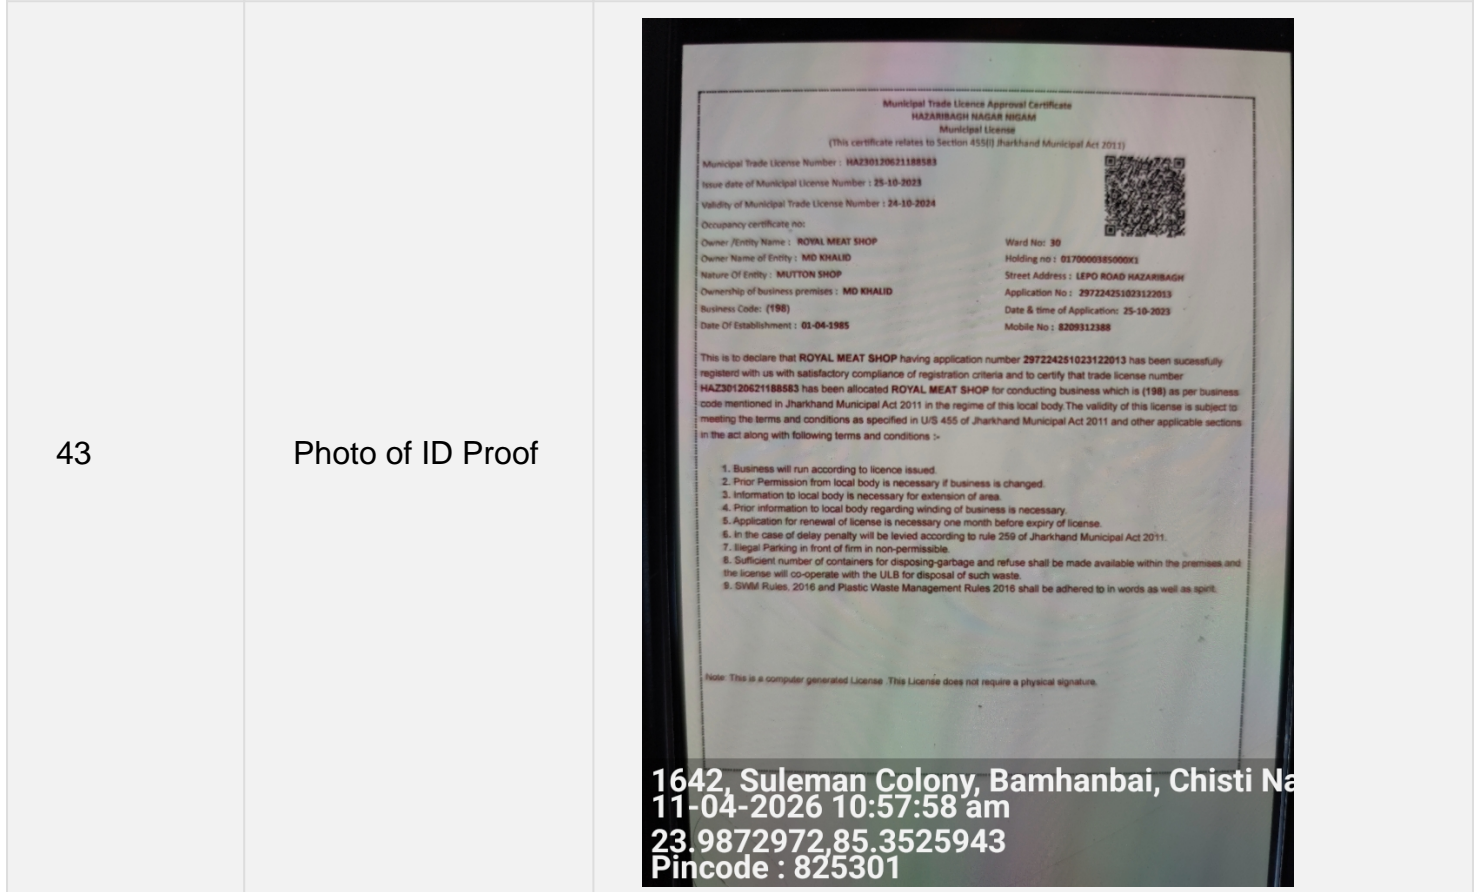 43
Photo of ID Proof
Municipal Trade Licence Approval Certificate
HAZARIBAGH NAGAR NIGAM
Municipal License
(This certificate relates to Section 455(I) Jharkhand Municipal Act 2011)
Municipal Trade License Number : HAZ30120621188583
Issue date of Municipal License Number : 25-10-2023
Validity of Municipal Trade License Number : 24-10-2024
Occupancy certificate no:
Owner /Entity Name : ROYAL MEAT SHOP
Ward No: 30
Owner Name of Entity : MD KHALID
Holding no : 0170000385000X1
Nature Of Entity : MUTTON SHOP
Street Address : LEPO ROAD HAZARIBAGH
Ownership of business premises : MD KHALID
Application No : 297224251023122013
Business Code: (198)
Date & time of Application: 25-10-2023
Date Of Establishment : 01-04-1985
Mobile No : 8209312388
This is to declare that ROYAL MEAT SHOP having application number 297224251023122013 has been sucessfully
registerd with us with satisfactory compliance of registration criteria and to certify that trade license number
HAZ30120621188583 has been allocated ROYAL MEAT SHOP for conducting business which is (198) as per business
code mentioned in Jharkhand Municipal Act 2011 in the regime of this local body.The validity of this license is subject to
meeting the terms and conditions as specified in U/S 455 of Jharkhand Municipal Act 2011 and other applicable sections
in the act along with following terms and conditions :-
1. Business will run according to licence issued.
2. Prior Permission from local body is necessary if business is changed.
3. Information to local body is necessary for extension of area.
4. Prior information to local body regarding winding of business is necessary.
5. Application for renewal of license is necessary one month before expiry of license.
6. In the case of delay penalty will be levied according to rule 259 of Jharkhand Municipal Act 2011.
7. Illegal Parking in front of firm in non-permissible.
8. Sufficient number of containers for disposing-garbage and refuse shall be made available within the premises and
the license will co-operate with the ULB for disposal of such waste.
9. SWM Rules, 2016 and Plastic Waste Management Rules 2016 shall be adhered to in words as well as spirit.
Note: This is a computer generated License .This License does not require a physical signature.
1642, Suleman Colony, Bamhanbai, Chisti Na
11-04-2026 10:57:58 am
23.9872972,85.3525943
Pincode : 825301